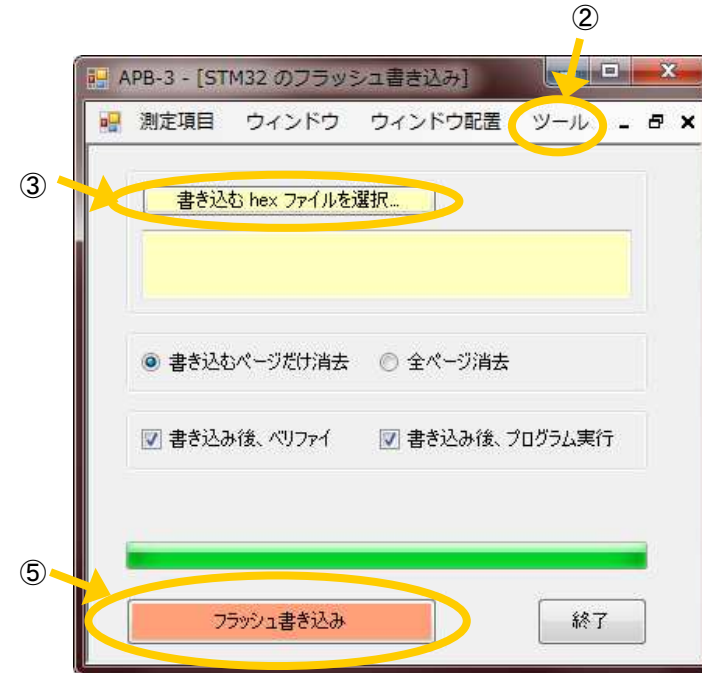 ②
APB-3 - [STM32 のフラッシュ書き込み]
測定項目 ウィンドウ ウィンドウ配置 ツール
③
書き込む hex ファイルを選択...
書き込むページだけ消去 全ページ消去
書き込み後、ベリファイ 書き込み後、プログラム実行
⑤
フラッシュ書き込み 終了